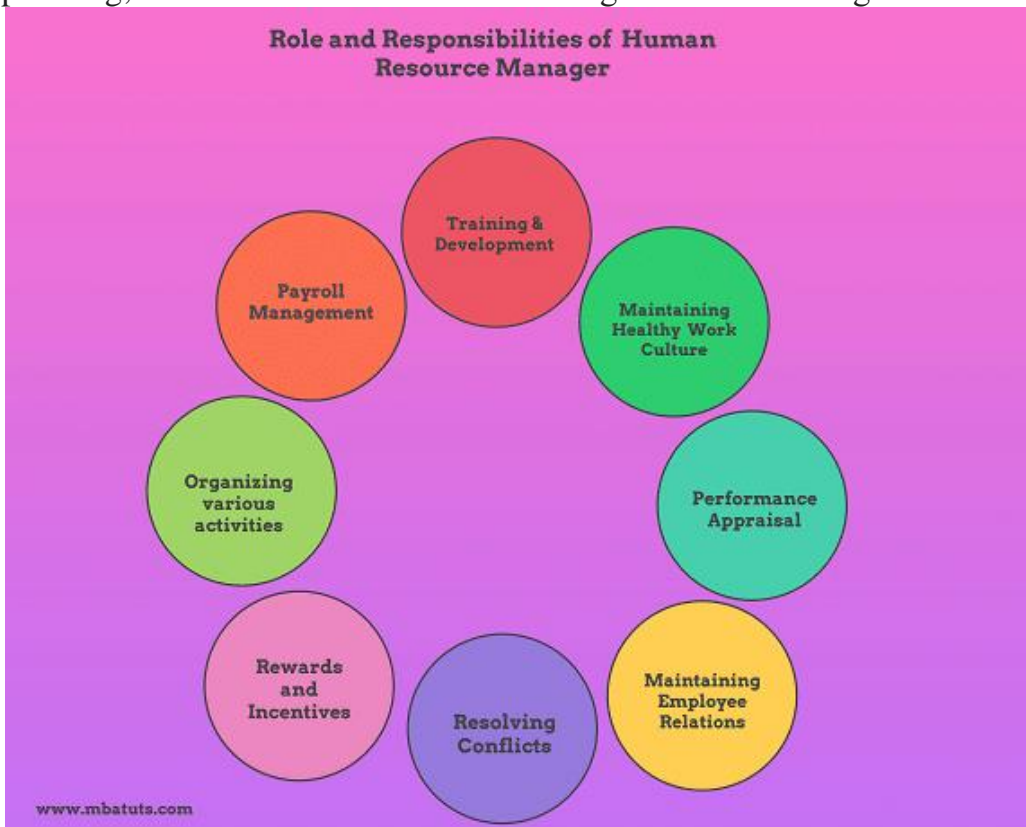 Role and Responsibilities of Human
Resource Manager
Training &
Development
Maintaining
Healthy Work
Culture
Performance
Appraisal
Maintaining
Employee
Relations
Resolving
Conflicts
Rewards
and
Incentives
Organizing
various
activities
Payroll
Management
www.mbatuts.com